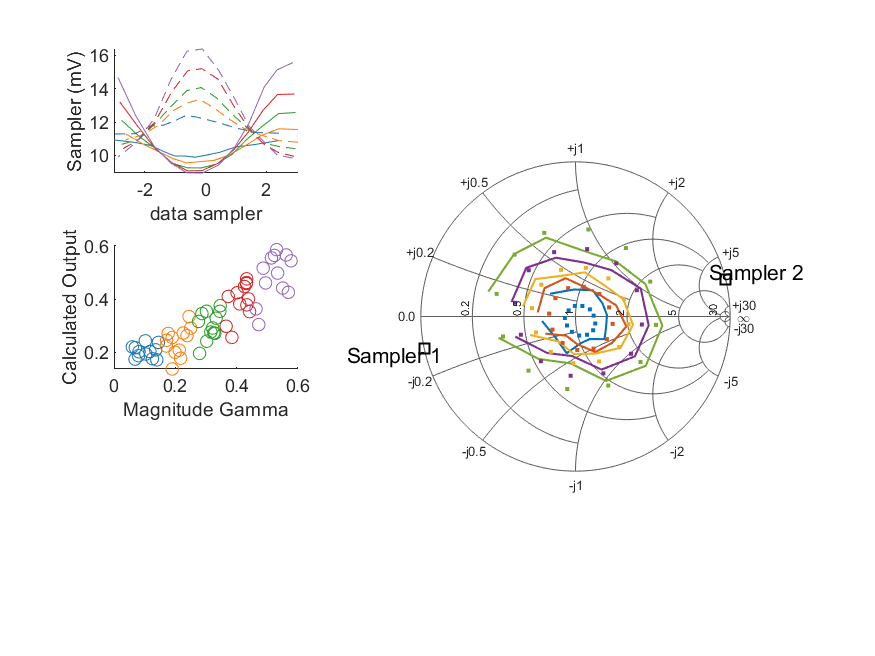 Sampler (mV)
16
14
12
10
-2
0
2
data sampler
Calculated Output
0.6
0.4
0.2
0
0.2
0.4
0.6
Magnitude Gamma
+j1
+j0.5
+j2
+j0.2
+j5
Sampler 2
0.0
0.2
0.5
1
2
5
30
+j30
∞
-j30
Sampler 1
-j0.2
-j5
-j0.5
-j2
-j1